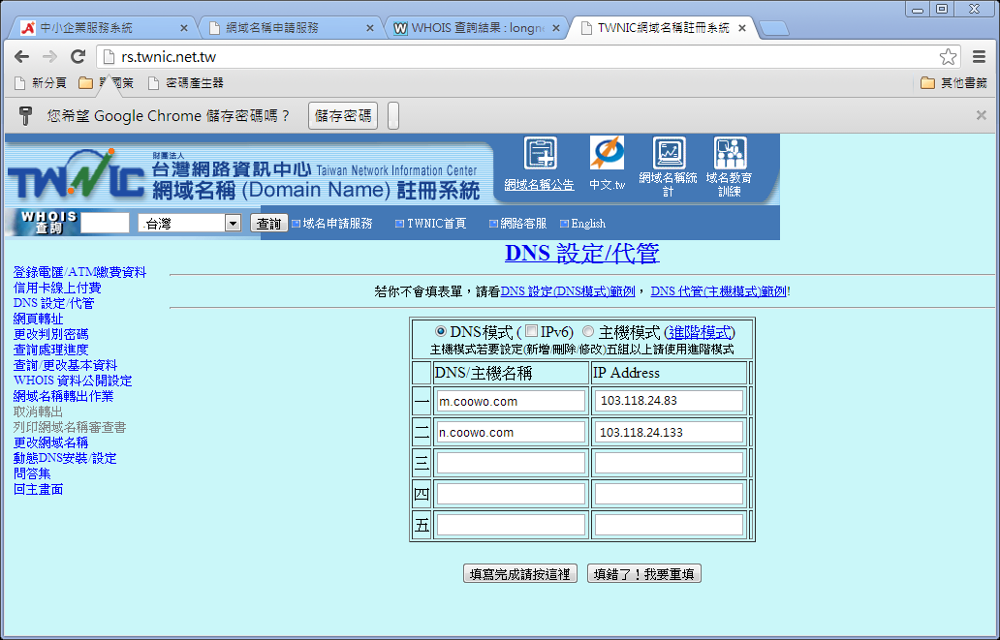 中小企業服務系統
網域名稱申請服務
WHOIS 查詢結果 : longn
TWNIC網域名稱註冊系統
rs.twnic.net.tw
新分頁
密碼產生器
其他書籤
您希望 Google Chrome 儲存密碼嗎？ 儲存密碼
TWNIC
財團法人
台灣網路資訊中心 Taiwan Network Information Center
網域名稱 (Domain Name) 註冊系統
網域名稱公告
中文.tw
網域名稱統計
域名教育訓練
WHOIS
查詢
.台灣
查詢
域名申請服務
TWNIC首頁
網路客服
English
登錄電匯/ATM繳費資料
信用卡線上付費
DNS 設定/代管
網頁轉址
更改判別密碼
查詢處理進度
查詢/更改基本資料
WHOIS 資料公開設定
網域名稱轉出作業
取消轉出
列印網域名稱審查書
更改網域名稱
動態DNS安裝/設定
問答集
回主畫面
DNS 設定/代管
若你不會填表單，請看DNS 設定(DNS模式)範例， DNS 代管(主機模式)範例!
DNS模式 ( IPv6) 主機模式 (進階模式)
主機模式若要設定(新增/刪除/修改)五組以上請使用進階模式
DNS/主機名稱 IP Address
一 m.coowo.com 103.118.24.83
二 n.coowo.com 103.118.24.133
三
四
五
填寫完成請按這裡 填錯了！我要重填